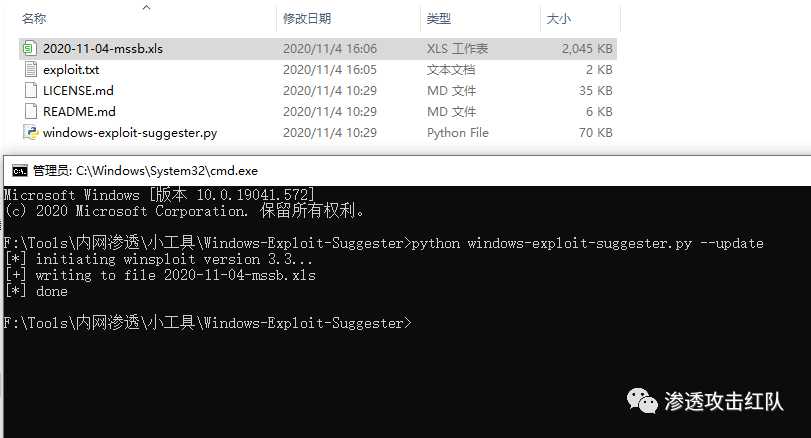 名称 修改日期 类型 大小
2020-11-04-mssb.xls 2020/11/4 16:06 XLS 工作表 2,045 KB
exploit.txt 2020/11/4 16:05 文本文档 2 KB
LICENSE.md 2020/11/4 10:29 MD 文件 35 KB
README.md 2020/11/4 10:29 MD 文件 6 KB
windows-exploit-suggester.py 2020/11/4 10:29 Python File 70 KB
管理员: C:\Windows\System32\cmd.exe
Microsoft Windows [版本 10.0.19041.572]
(c) 2020 Microsoft Corporation. 保留所有权利。
F:\Tools\内网渗透\小工具\Windows-Exploit-Suggester>python windows-exploit-suggester.py --update
[*] initiating winsploit version 3.3...
[+] writing to file 2020-11-04-mssb.xls
[*] done
F:\Tools\内网渗透\小工具\Windows-Exploit-Suggester>
渗透攻击红队